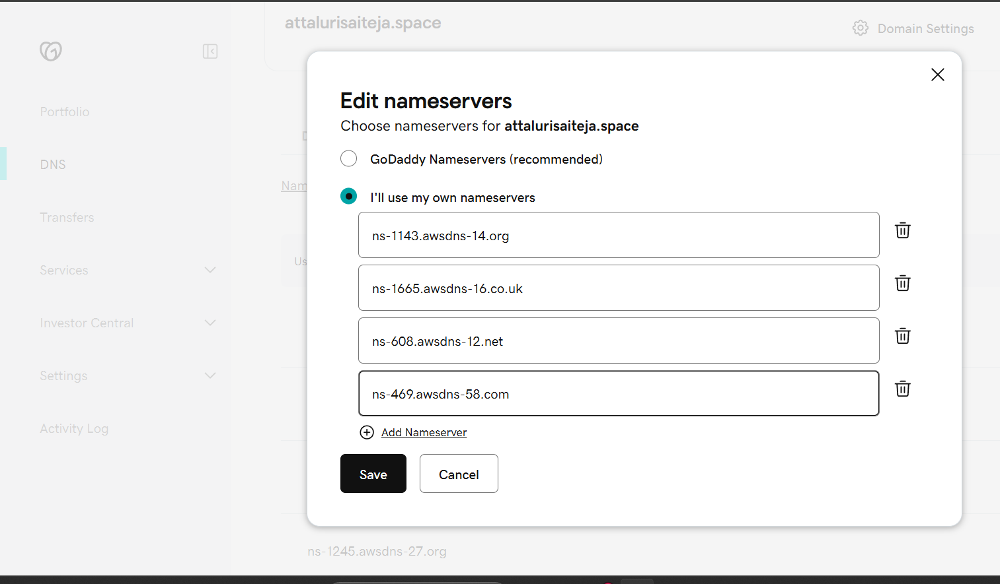 attalurisaiteja.space
Domain Settings
Portfolio
DNS
Transfers
Services
Investor Central
Settings
Activity Log
Edit nameservers
Choose nameservers for attalurisaiteja.space
GoDaddy Nameservers (recommended)
I'll use my own nameservers
ns-1143.awsdns-14.org
ns-1665.awsdns-16.co.uk
ns-608.awsdns-12.net
ns-469.awsdns-58.com
Add Nameserver
Save Cancel
ns-1245.awsdns-27.org